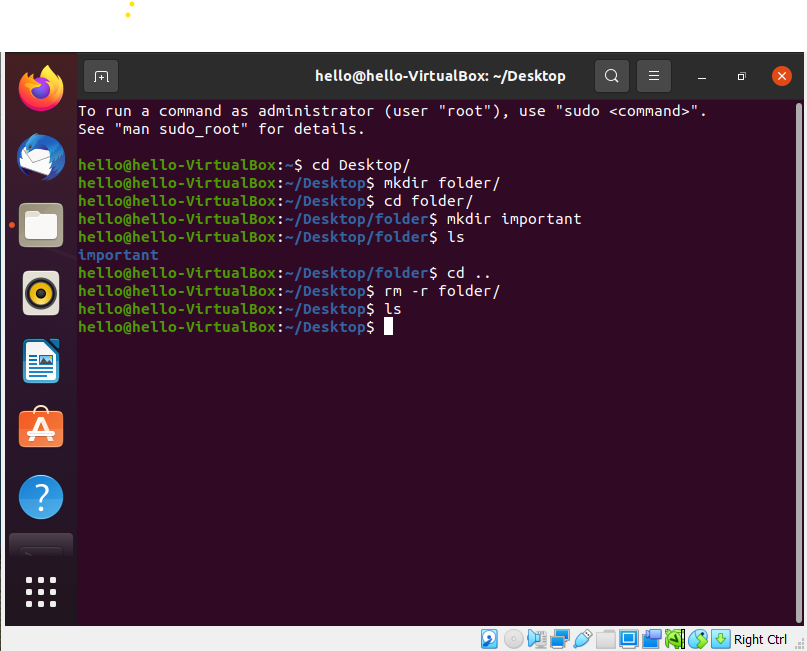 hello@hello-VirtualBox: ~/Desktop
To run a command as administrator (user "root"), use "sudo <command>".
See "man sudo_root" for details.
hello@hello-VirtualBox:~$ cd Desktop/
hello@hello-VirtualBox:~/Desktop$ mkdir folder/
hello@hello-VirtualBox:~/Desktop$ cd folder/
hello@hello-VirtualBox:~/Desktop/folder$ mkdir important
hello@hello-VirtualBox:~/Desktop/folder$ ls
important
hello@hello-VirtualBox:~/Desktop/folder$ cd ..
hello@hello-VirtualBox:~/Desktop$ rm -r folder/
hello@hello-VirtualBox:~/Desktop$ ls
hello@hello-VirtualBox:~/Desktop$
Right Ctrl